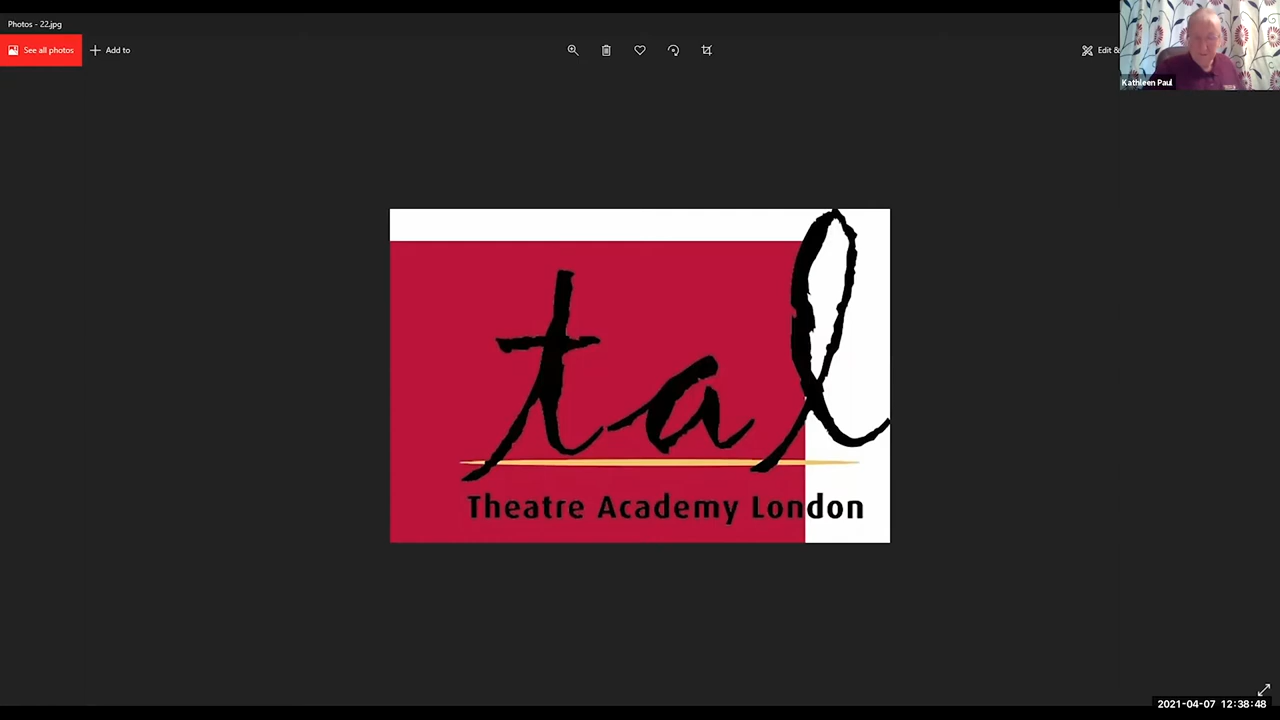 Photos - 22.jpg
See all photos
Add to
Edit &
Kathleen Paul
tal
Theatre Academy London
2021-04-07 12:38:48